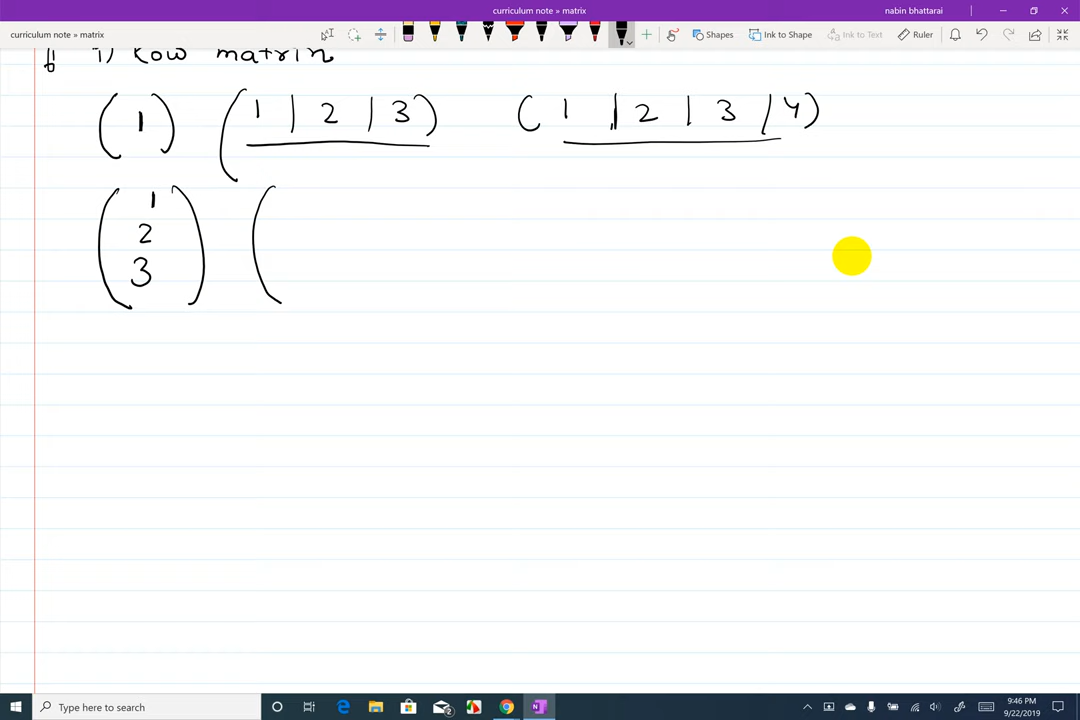 curriculum note » matrix
nabin bhattarai
curriculum note » matrix
Shapes
Ink to Shape
Ink to Text
Ruler
i) Row matrix
(1) (1 | 2 | 3) (1 | 2 | 3 | 4)
( 1
2
3 ) (
Type here to search
2
N
9:46 PM
9/22/2019